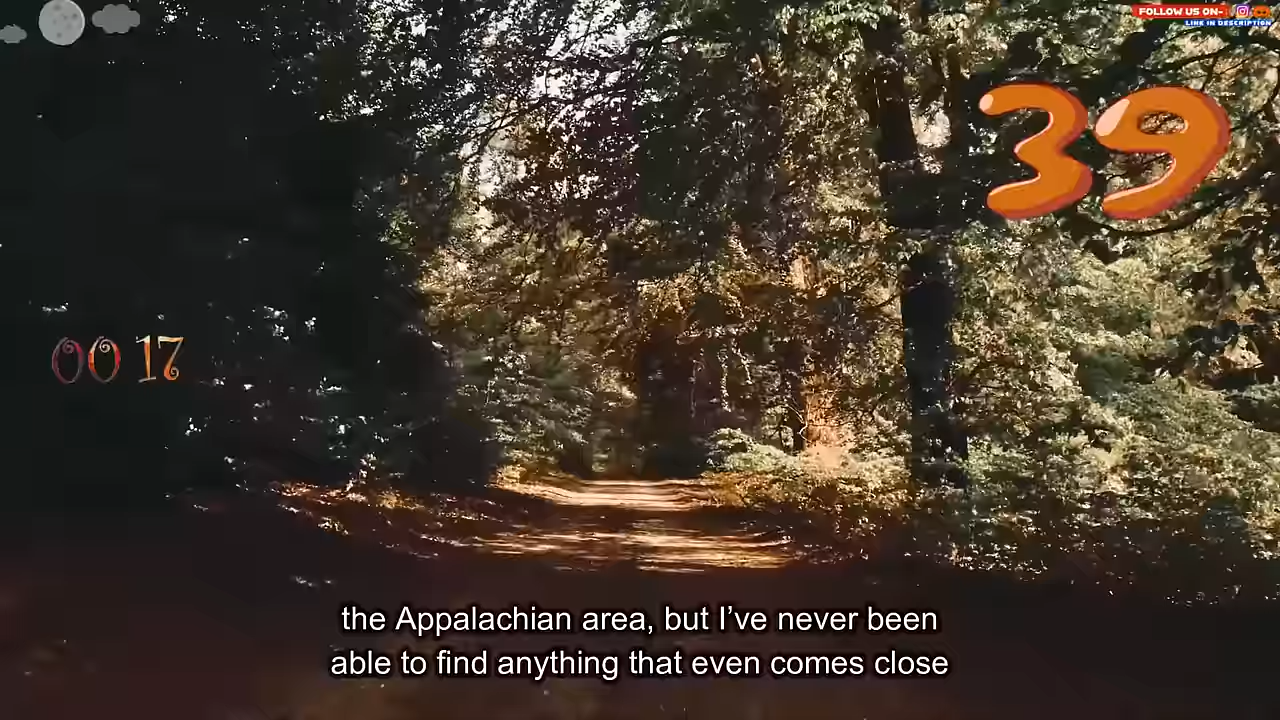 FOLLOW US ON-
LINK IN DESCRIPTION
39
00 17
the Appalachian area, but I’ve never been
able to find anything that even comes close